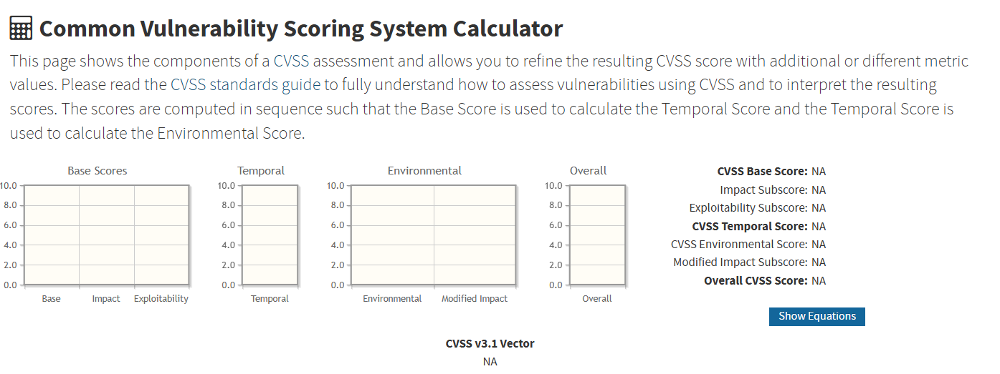 Common Vulnerability Scoring System Calculator
This page shows the components of a CVSS assessment and allows you to refine the resulting CVSS score with additional or different metric
values. Please read the CVSS standards guide to fully understand how to assess vulnerabilities using CVSS and to interpret the resulting
scores. The scores are computed in sequence such that the Base Score is used to calculate the Temporal Score and the Temporal Score is
used to calculate the Environmental Score.
Base Scores
10.0
8.0
6.0
4.0
2.0
0.0
Base Impact Exploitability
Temporal
10.0
8.0
6.0
4.0
2.0
0.0
Temporal
Environmental
10.0
8.0
6.0
4.0
2.0
0.0
Environmental Modified Impact
Overall
10.0
8.0
6.0
4.0
2.0
0.0
Overall
CVSS Base Score: NA
Impact Subscore: NA
Exploitability Subscore: NA
CVSS Temporal Score: NA
CVSS Environmental Score: NA
Modified Impact Subscore: NA
Overall CVSS Score: NA
Show Equations
CVSS v3.1 Vector
NA